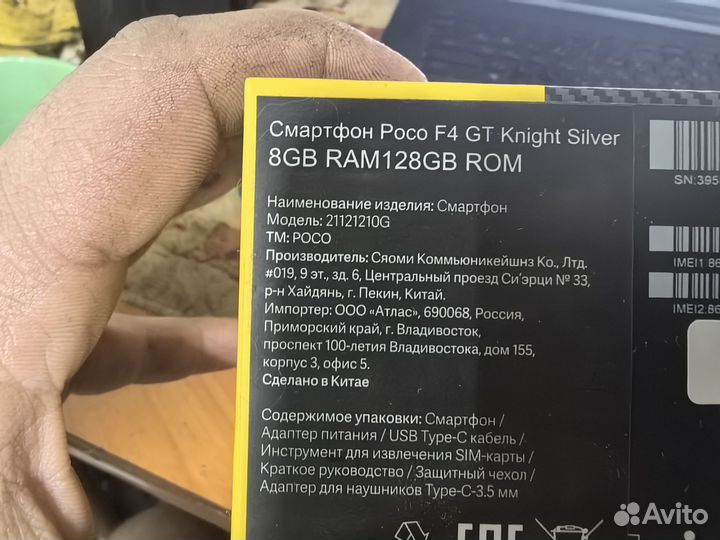 Смартфон Poco F4 GT Knight Silver
8GB RAM128GB ROM
Наименование изделия: Смартфон
Модель: 21121210G
ТМ: POCO
Производитель: Сяоми Коммьюникейшнз Ко., Лтд.
#019, 9 эт., зд. 6, Центральный проезд Си'эрци № 33,
р-н Хайдянь, г. Пекин, Китай.
Импортер: ООО «Атлас», 690068, Россия,
Приморский край, г. Владивосток,
проспект 100-летия Владивостока, дом 155,
корпус 3, офис 5.
Сделано в Китае
Содержимое упаковки: Смартфон /
Адаптер питания / USB Type-C кабель /
Инструмент для извлечения SIM-карты /
Краткое руководство / Защитный чехол /
Адаптер для наушников Type-C-3.5 мм
SN:395
IMEI1 86
IMEI2:86
EAC
Avito